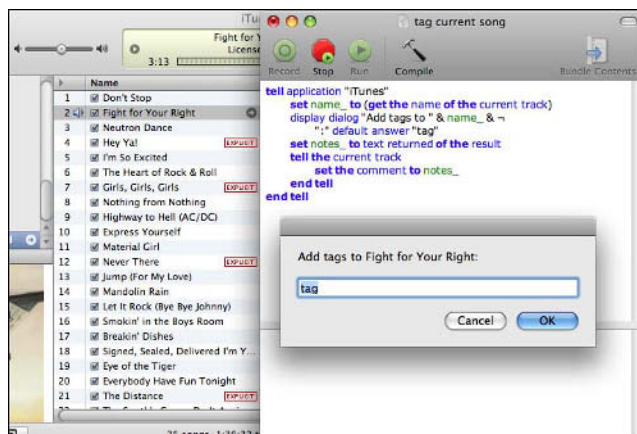 iTu
Fight for Y
License
3:13
Name
1 Don't Stop
2 Fight for Your Right
3 Neutron Dance
4 Hey Ya! EXPLICIT
5 I'm So Excited
6 The Heart of Rock & Roll
7 Girls, Girls, Girls EXPLICIT
8 Nothing from Nothing
9 Highway to Hell (AC/DC)
10 Express Yourself
11 Material Girl
12 Never There EXPLICIT
13 Jump (For My Love)
14 Mandolin Rain
15 Let It Rock (Bye Bye Johnny)
16 Smokin' in the Boys Room
17 Breakin' Dishes
18 Signed, Sealed, Delivered I'm Y...
19 Eye of the Tiger
20 Everybody Have Fun Tonight
21 The Distance EXPLICIT
tag current song
Record Stop Run Compile Bundle Contents
tell application "iTunes"
set name_ to (get the name of the current track)
display dialog "Add tags to " & name_ & ¬
":" default answer "tag"
set notes_ to text returned of the result
tell the current track
set the comment to notes_
end tell
end tell
Add tags to Fight for Your Right:
tag
Cancel OK